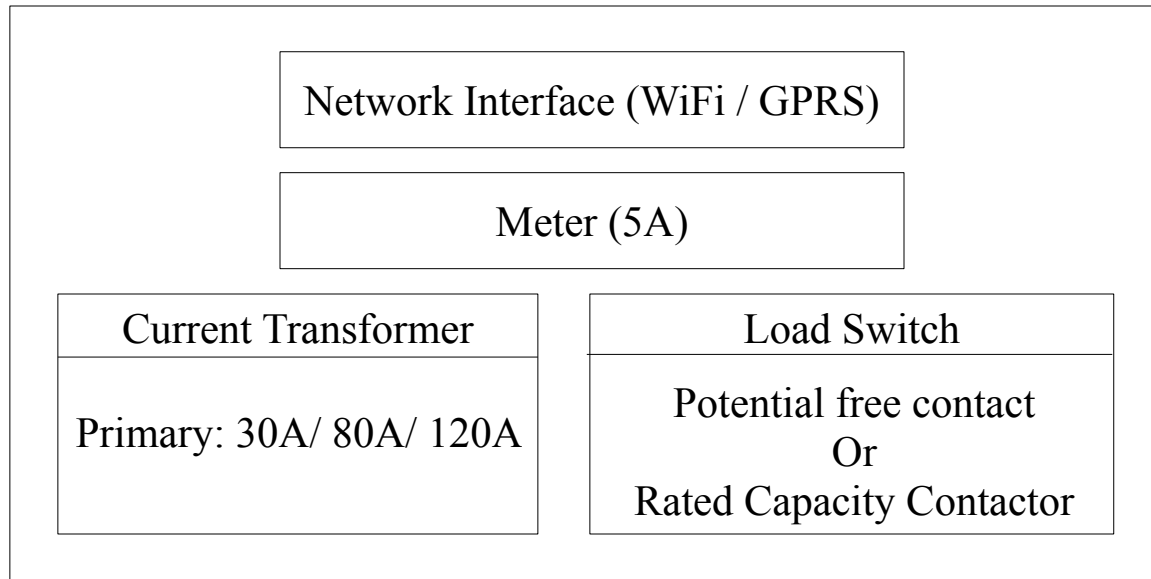 Network Interface (WiFi / GPRS)
Meter (5A)
Current Transformer
Primary: 30A/ 80A/ 120A
Load Switch
Potential free contact
Or
Rated Capacity Contactor